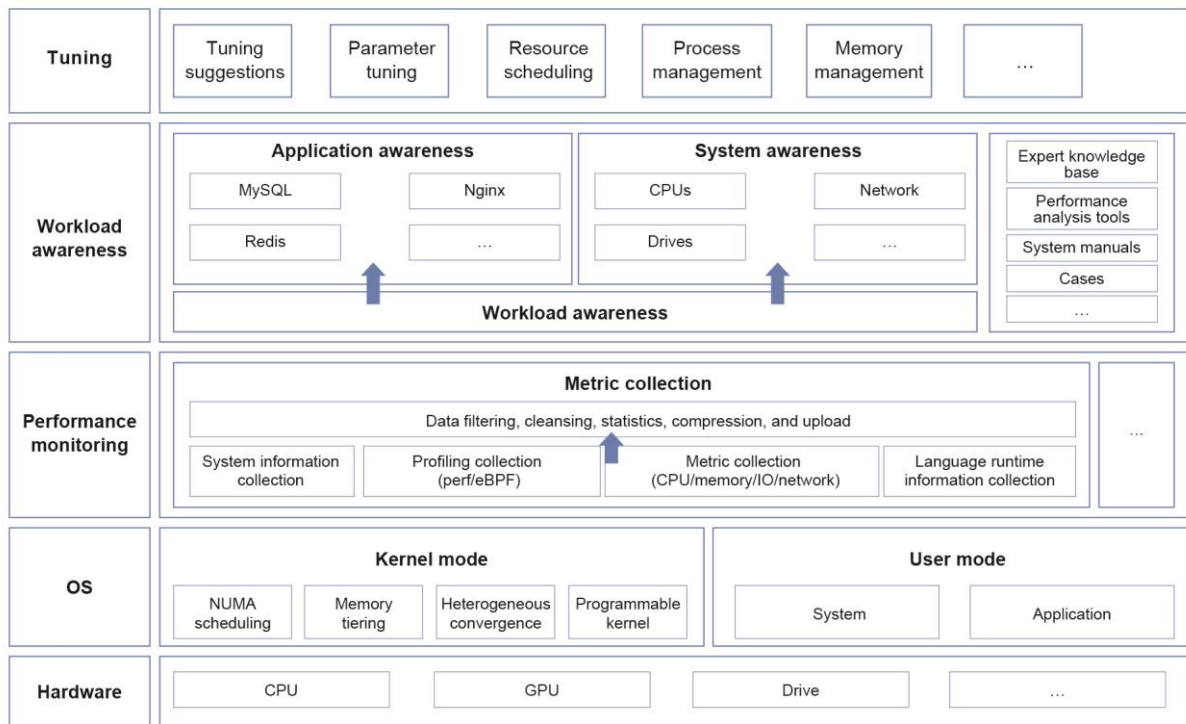 Tuning
Tuning
suggestions
Parameter
tuning
Resource
scheduling
Process
management
Memory
management
...
Workload
awareness
Application awareness
MySQL
Nginx
Redis
...
System awareness
CPUs
Network
Drives
...
Workload awareness
Expert knowledge
base
Performance
analysis tools
System manuals
Cases
...
Performance
monitoring
Metric collection
Data filtering, cleansing, statistics, compression, and upload
System information
collection
Profiling collection
(perf/eBPF)
Metric collection
(CPU/memory/IO/network)
Language runtime
information collection
...
OS
Kernel mode
NUMA
scheduling
Memory
tiering
Heterogeneous
convergence
Programmable
kernel
User mode
System
Application
Hardware
CPU
GPU
Drive
...